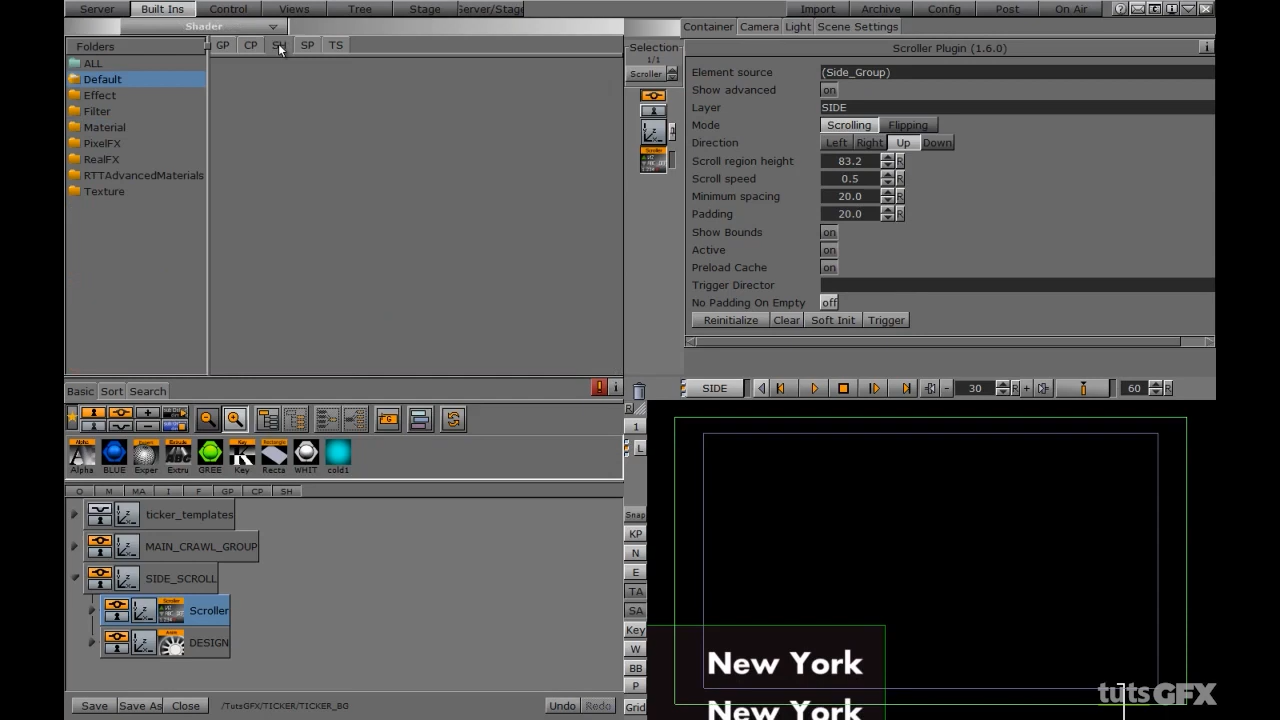 Server Built Ins Control Views Tree Stage Server/Stage Import Archive Config Post On Air
Shader
Container Camera Light Scene Settings
Folders
GP CP SH SP TS
Selection
1/1
Scroller
Scroller Plugin (1.6.0)
ALL
Default
Effect
Filter
Material
PixelFX
RealFX
RTTAdvancedMaterials
Texture
Element source (Side_Group)
Show advanced on
Layer SIDE
Mode Scrolling Flipping
Direction Left Right Up Down
Scroll region height 83.2 R
Scroll speed 0.5 R
Minimum spacing 20.0 R
Padding 20.0 R
Show Bounds on
Active on
Preload Cache on
Trigger Director
No Padding On Empty off
Reinitialize Clear Soft Init Trigger
Basic Sort Search
SIDE 30 R 60 R
Alpha BLUE Exper Extru GREE Key Recta WHIT cold1
O M MA I F GP CP SH
ticker_templates
MAIN_CRAWL_GROUP
SIDE_SCROLL
Scroller
DESIGN
R
1
L
Snap
KP
N
E
TA
SA
Key
W
BB
P
Grid
New York
New York
tutsGFX
Save Save As Close /TutsGFX/TICKER/TICKER_BG Undo Redo